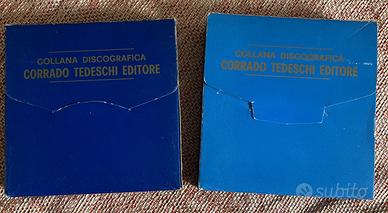 COLLANA DISCOGRAFICA
CORRADO TEDESCHI EDITORE
COLLANA DISCOGRAFICA
CORRADO TEDESCHI EDITORE
subito